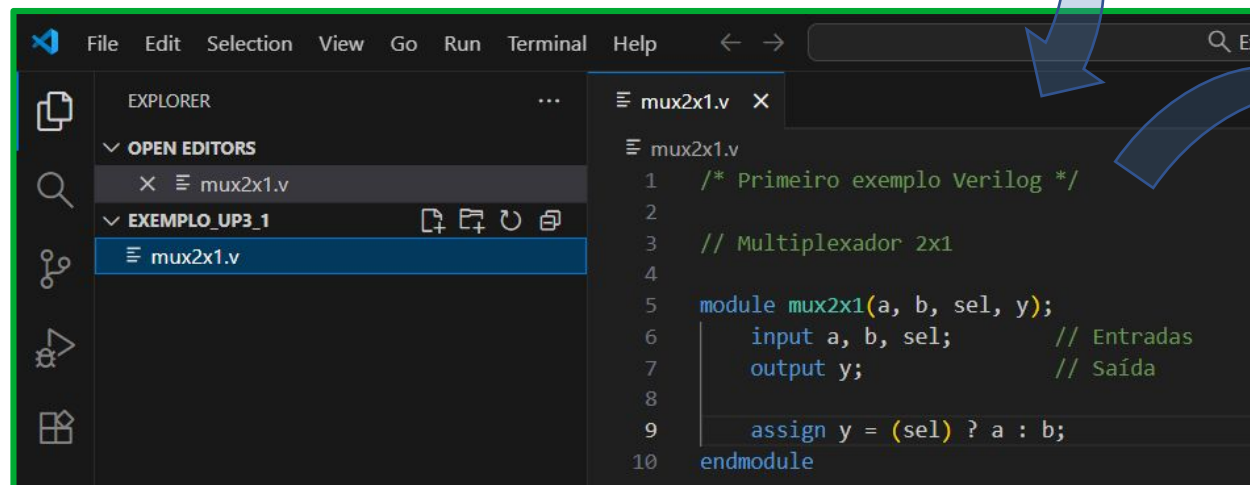 File Edit Selection View Go Run Terminal Help
EXPLORER
OPEN EDITORS
mux2x1.v
EXEMPLO_UP3_1
mux2x1.v
mux2x1.v
mux2x1.v
1 /* Primeiro exemplo Verilog */
2
3 // Multiplexador 2x1
4
5 module mux2x1(a, b, sel, y);
6 input a, b, sel; // Entradas
7 output y; // Saída
8
9 assign y = (sel) ? a : b;
10 endmodule